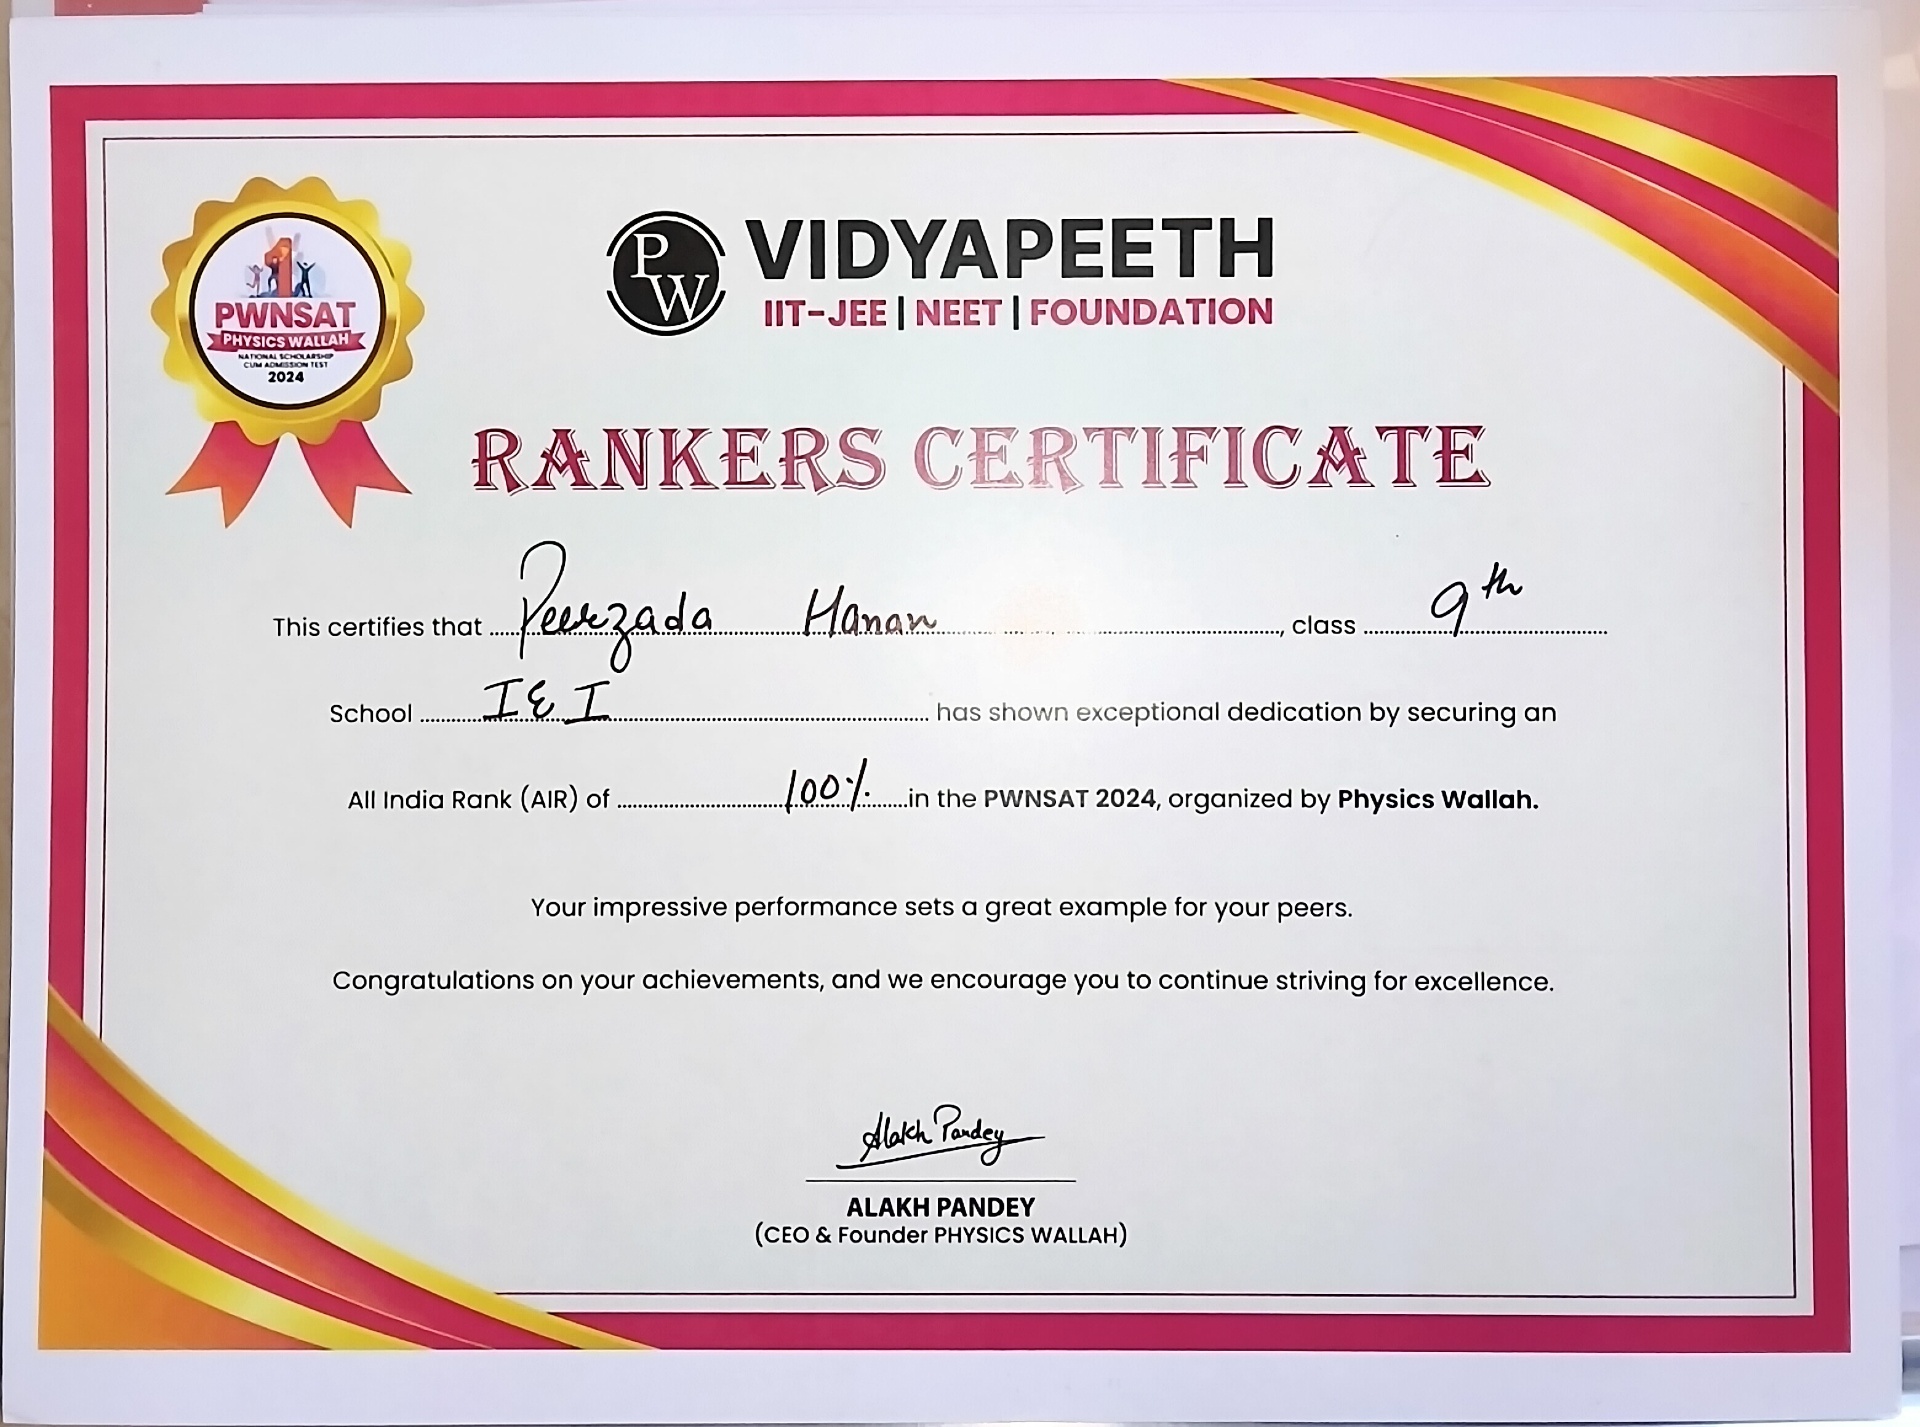 1
PWNSAT
PHYSICS WALLAH
NATIONAL SCHOLARSHIP
CUM ADMISSION TEST
2024
PW
VIDYAPEETH
IIT-JEE | NEET | FOUNDATION
RANKERS CERTIFICATE
This certifies that Peerzada Hanan, class 9th
School I & I has shown exceptional dedication by securing an
All India Rank (AIR) of 100% in the PWNSAT 2024, organized by Physics Wallah.
Your impressive performance sets a great example for your peers.
Congratulations on your achievements, and we encourage you to continue striving for excellence.
Alakh Pandey
ALAKH PANDEY
(CEO & Founder PHYSICS WALLAH)